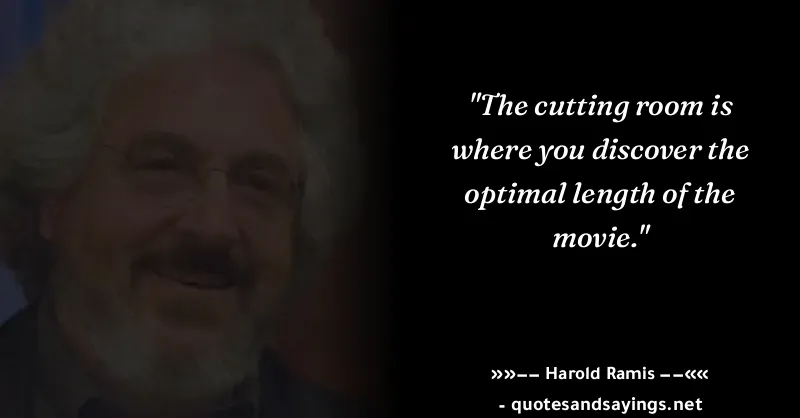 "The cutting room is
where you discover the
optimal length of the
movie."
»»−− Harold Ramis −−««
- quotesandsayings.net